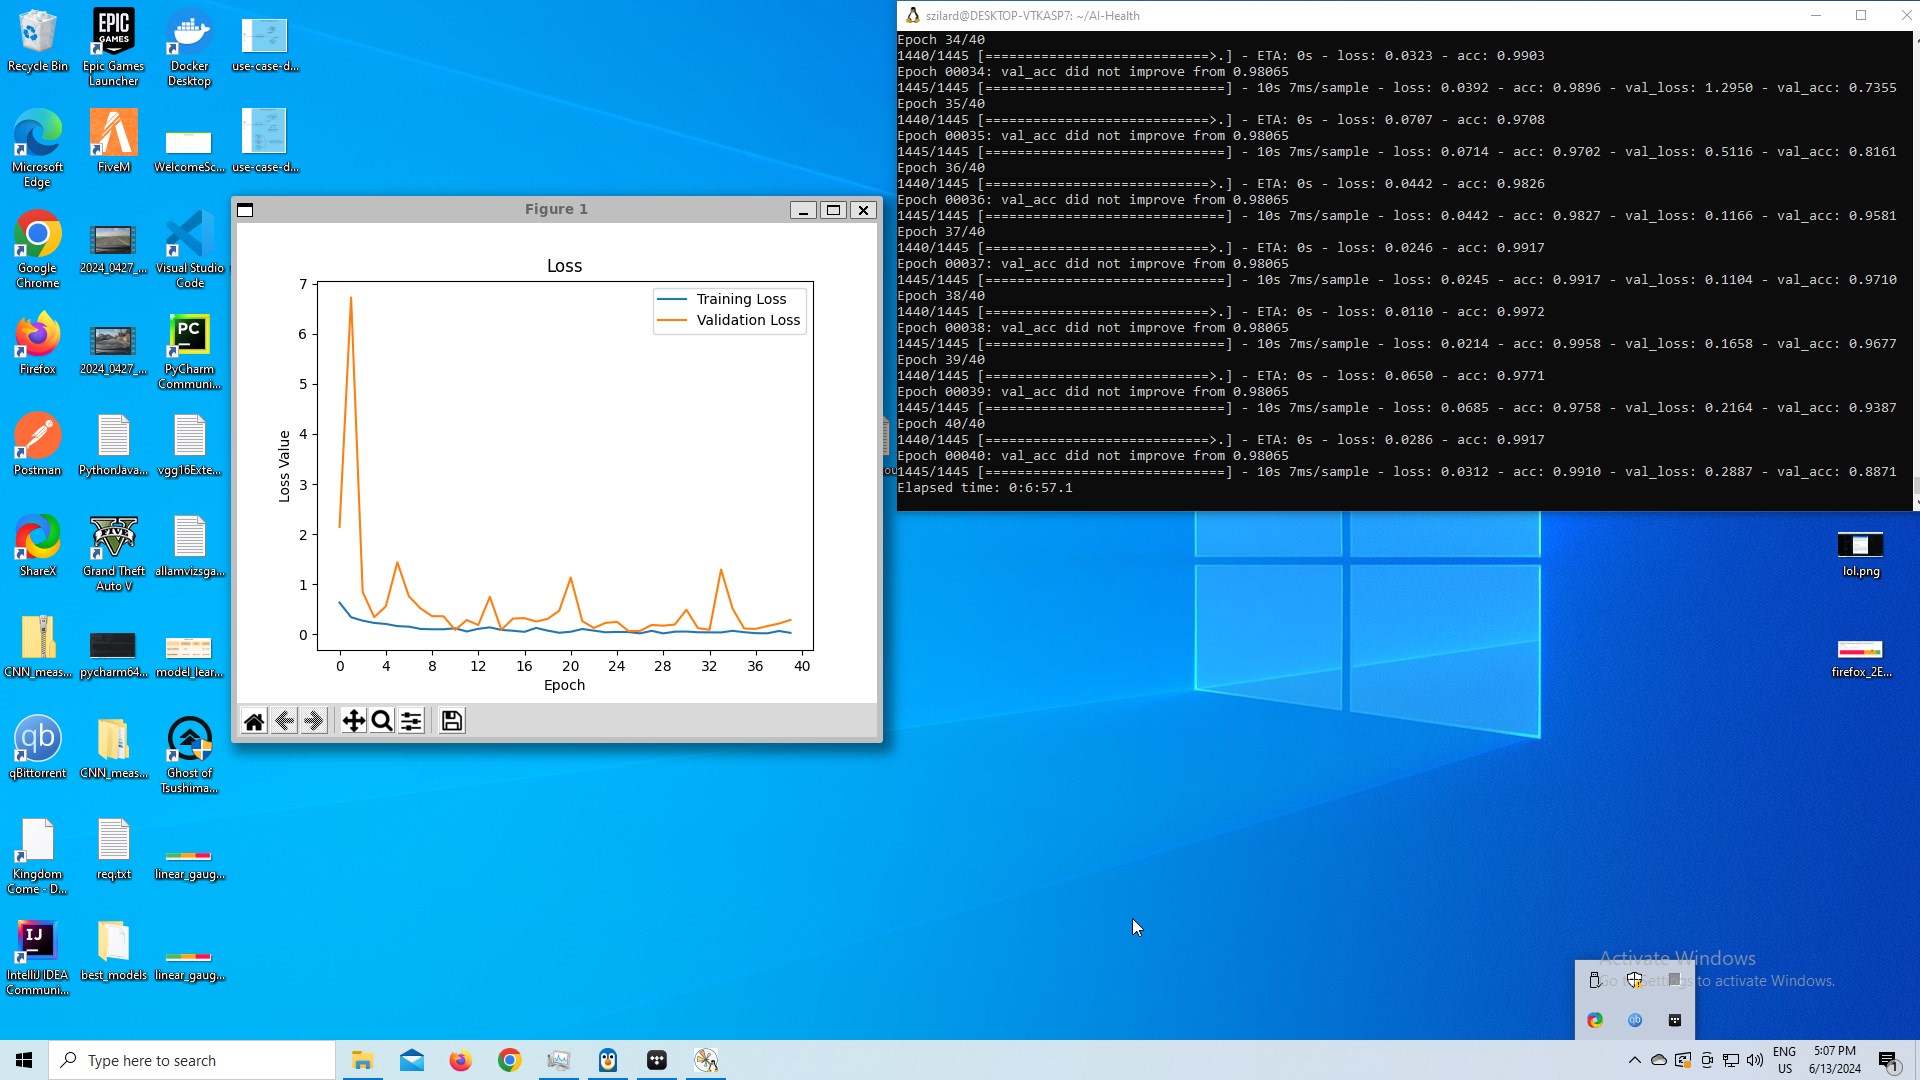 Recycle Bin
Epic Games
Launcher
Docker
Desktop
use-case-d...
Microsoft
Edge
FiveM
WelcomeSc...
use-case-d...
Google
Chrome
2024_0427_...
Visual Studio
Code
Firefox
2024_0427_...
PyCharm
Communi...
Postman
PythonJava...
vgg16Exte...
ShareX
Grand Theft
Auto V
allamvizsga...
CNN_meas...
pycharm64...
model_lear...
qBittorrent
CNN_meas...
Ghost of
Tsushima...
Kingdom
Come - D...
req.txt
linear_gaug...
IntelliJ IDEA
Communi...
best_models
linear_gaug...
EPIC
GAMES
PC
FIVE
qb
IJ
Figure 1
Loss
Training Loss
Validation Loss
Loss Value
7
6
5
4
3
2
1
0
0 4 8 12 16 20 24 28 32 36 40
Epoch
szilard@DESKTOP-VTKASP7: ~/AI-Health
Epoch 34/40
1440/1445 [============================>.] - ETA: 0s - loss: 0.0323 - acc: 0.9903
Epoch 00034: val_acc did not improve from 0.98065
1445/1445 [==============================] - 10s 7ms/sample - loss: 0.0392 - acc: 0.9896 - val_loss: 1.2950 - val_acc: 0.7355
Epoch 35/40
1440/1445 [============================>.] - ETA: 0s - loss: 0.0707 - acc: 0.9708
Epoch 00035: val_acc did not improve from 0.98065
1445/1445 [==============================] - 10s 7ms/sample - loss: 0.0714 - acc: 0.9702 - val_loss: 0.5116 - val_acc: 0.8161
Epoch 36/40
1440/1445 [============================>.] - ETA: 0s - loss: 0.0442 - acc: 0.9826
Epoch 00036: val_acc did not improve from 0.98065
1445/1445 [==============================] - 10s 7ms/sample - loss: 0.0442 - acc: 0.9827 - val_loss: 0.1166 - val_acc: 0.9581
Epoch 37/40
1440/1445 [============================>.] - ETA: 0s - loss: 0.0246 - acc: 0.9917
Epoch 00037: val_acc did not improve from 0.98065
1445/1445 [==============================] - 10s 7ms/sample - loss: 0.0245 - acc: 0.9917 - val_loss: 0.1104 - val_acc: 0.9710
Epoch 38/40
1440/1445 [============================>.] - ETA: 0s - loss: 0.0110 - acc: 0.9972
Epoch 00038: val_acc did not improve from 0.98065
1445/1445 [==============================] - 10s 7ms/sample - loss: 0.0214 - acc: 0.9958 - val_loss: 0.1658 - val_acc: 0.9677
Epoch 39/40
1440/1445 [============================>.] - ETA: 0s - loss: 0.0650 - acc: 0.9771
Epoch 00039: val_acc did not improve from 0.98065
1445/1445 [==============================] - 10s 7ms/sample - loss: 0.0685 - acc: 0.9758 - val_loss: 0.2164 - val_acc: 0.9387
Epoch 40/40
1440/1445 [============================>.] - ETA: 0s - loss: 0.0286 - acc: 0.9917
Epoch 00040: val_acc did not improve from 0.98065
1445/1445 [==============================] - 10s 7ms/sample - loss: 0.0312 - acc: 0.9910 - val_loss: 0.2887 - val_acc: 0.8871
Elapsed time: 0:6:57.1
lol.png
firefox_2E...
Activate Windows
Go to Settings to activate Windows.
qb
Type here to search
ENG
US
5:07 PM
6/13/2024
1